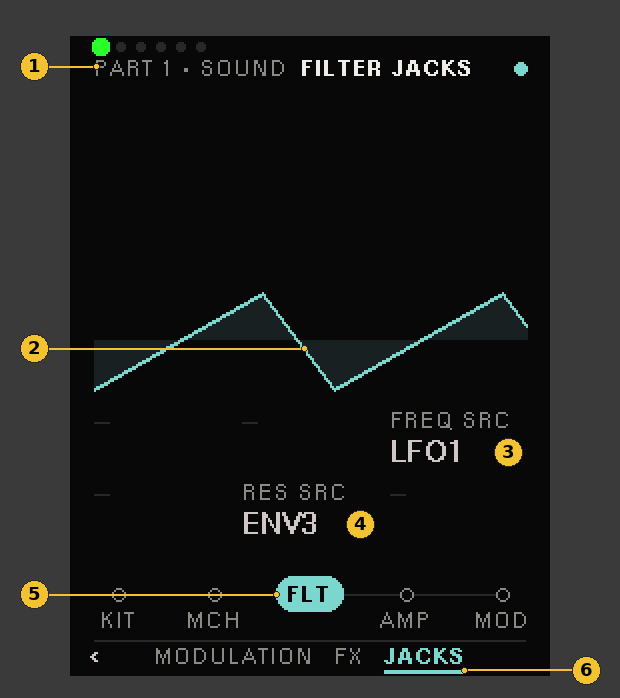 1 PART 1 · SOUND FILTER JACKS
2
FREQ SRC
LFO1 3
RES SRC
ENV3 4
5 FLT
KIT MCH AMP MOD
< MODULATION FX JACKS 6